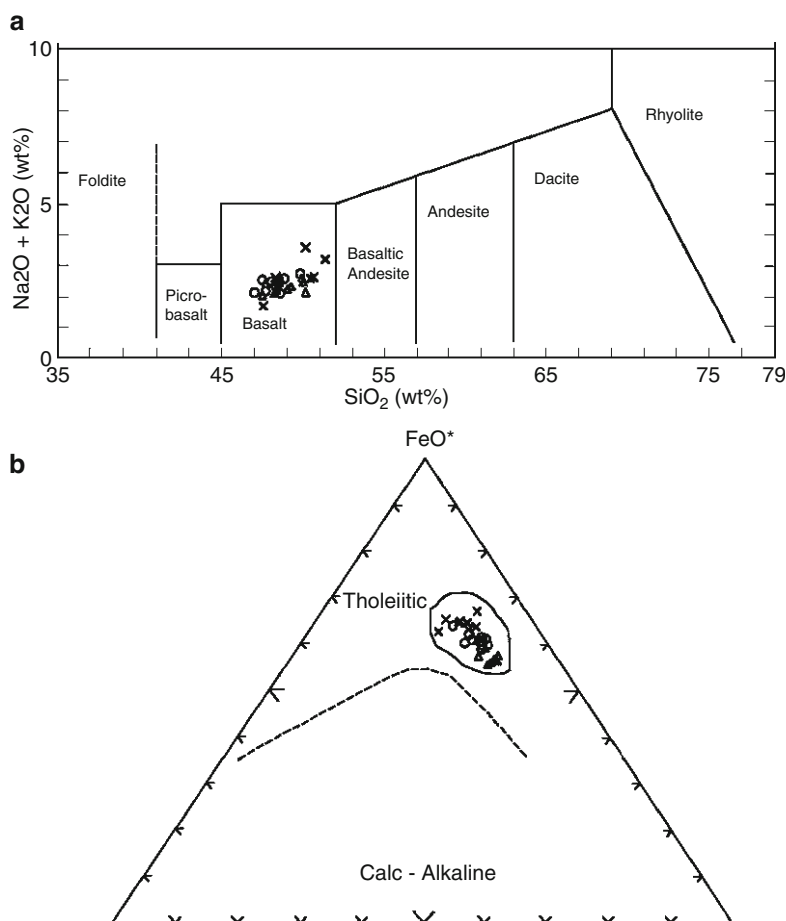 a
10
Rhyolite
Foldite
Dacite
Na2O + K2O (wt%)
5
Andesite
Basaltic
Andesite
Picro-
basalt
Basalt
0
35
45
55
65
75
79
SiO2 (wt%)
FeO*
b
Tholeiitic
Calc - Alkaline